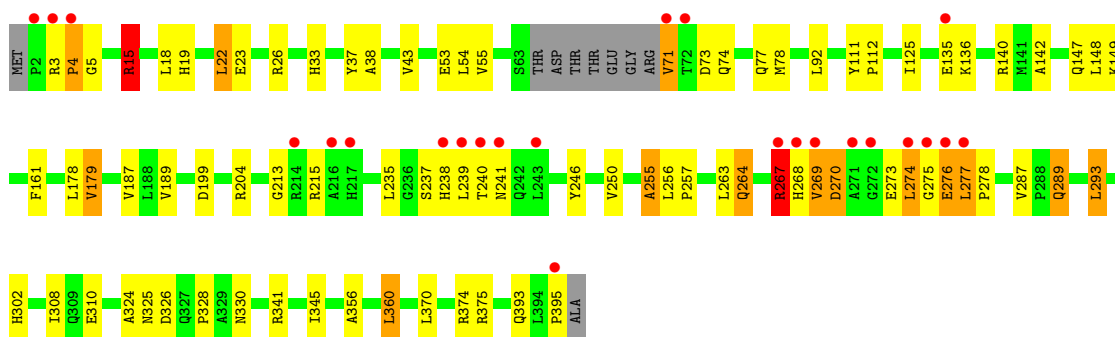 MET P2 R3 P4 G5 R15 L18 H19 L22 E23 R26 H33 Y37 A38 V43 E53 L54 V55 S63 THR ASP THR THR GLU GLY ARG V71 T72 D73 Q74 Q77 M78 L92 Y111 P112 I125 E135 K136 R140 M141 A142 Q147 L148 K149
F161 L178 V179 V187 L188 V189 D199 R204 G213 R214 R215 A216 H217 L235 G236 S237 H238 L239 T240 N241 Q242 L243 Y246 V250 A255 L256 P257 L263 Q264 R267 H268 V269 D270 A271 G272 E273 L274 G275 E276 L277 P278 V287 P288 Q289 L293
H302 I308 Q309 E310 A324 N325 D326 Q327 P328 A329 N330 R341 I345 A356 L360 L370 R374 R375 Q393 L394 P395 ALA